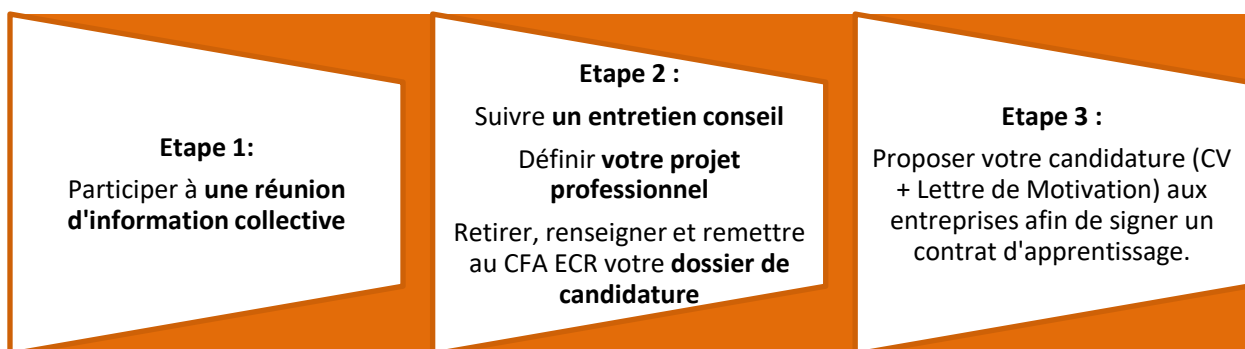 Etape 1:
Participer à une réunion
d'information collective
Etape 2 :
Suivre un entretien conseil
Définir votre projet
professionnel
Retirer, renseigner et remettre
au CFA ECR votre dossier de
candidature
Etape 3 :
Proposer votre candidature (CV
+ Lettre de Motivation) aux
entreprises afin de signer un
contrat d'apprentissage.